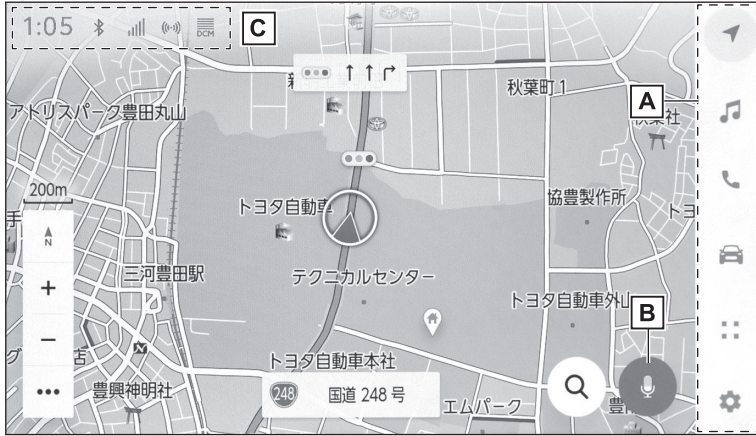 1:05
DCM
C
A
B
秋葉町1
アトリスパーク豊田丸山
200m
トヨタ自動車
協豊製作所
N
三河豊田駅
テクニカルセンター
+
トヨタ自動車外山
−
トヨタ自動車本社
豊興神明社
248
国道 248 号
エムパーク